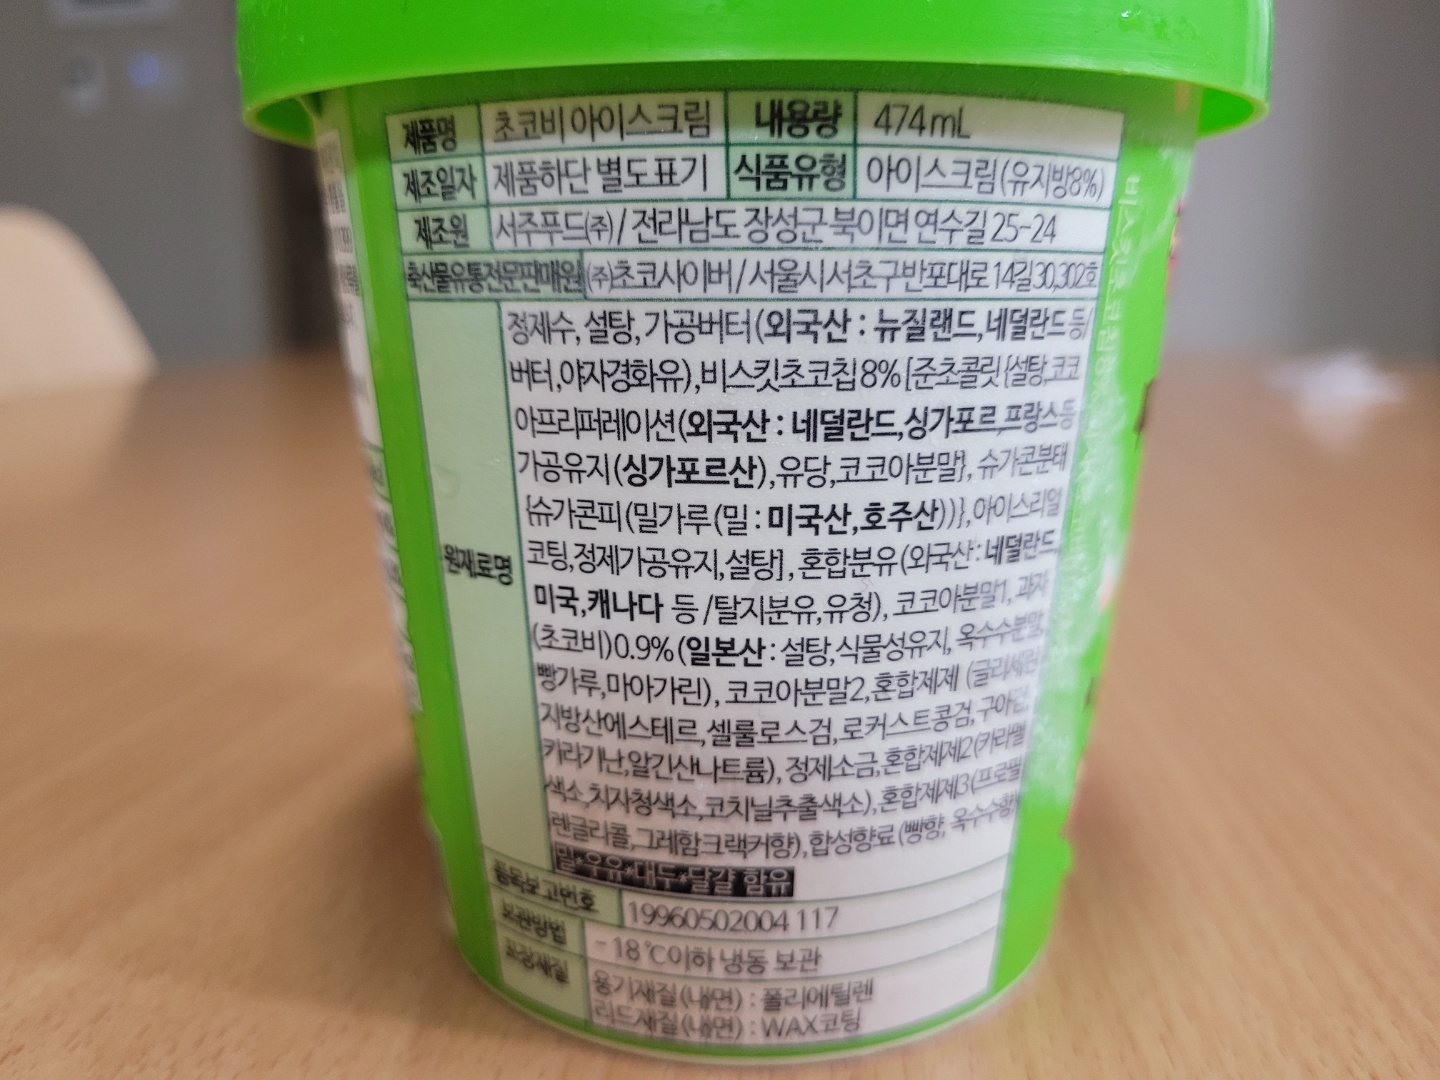 제품명 초코비 아이스크림 내용량 474mL
제조일자 제품하단 별도표기 식품유형 아이스크림(유지방8%)
제조원 서주푸드(주)/ 전라남도 장성군 북이면 연수길 25-24
축산물유통전문판매원 (주)초코사이버/ 서울시 서초구 반포대로 14길 30,302호
원재료명
정제수, 설탕, 가공버터(외국산 : 뉴질랜드,네덜란드 등/
버터,야자경화유),비스킷초코칩8%[준초콜릿{설탕,코코
아프리퍼레이션(외국산 : 네덜란드,싱가포르,프랑스등
가공유지(싱가포르산),유당,코코아분말}, 슈가콘분태
{슈가콘피(밀가루(밀 : 미국산,호주산))},아이스리얼
코팅,정제가공유지,설탕], 혼합분유(외국산 : 네덜란드,
미국,캐나다 등 /탈지분유,유청), 코코아분말1, 과자
(초코비)0.9%(일본산 : 설탕,식물성유지, 옥수수분말,
빵가루,마아가린), 코코아분말2,혼합제제 (글리세린
지방산에스테르,셀룰로스검,로커스트콩검,구아검,
카라기난,알긴산나트륨), 정제소금,혼합제제2(카라멜
색소,치자청색소,코치닐추출색소),혼합제제3(프로필
렌글리콜,그레함크랙커향),합성향료(빵향, 옥수수향)
밀·우유·대두·달걀 함유
품목보고번호 19960502004 117
보관방법 -18℃이하 냉동 보관
포장재질 용기재질(내면) : 폴리에틸렌
리드재질(내면) : WAX코팅